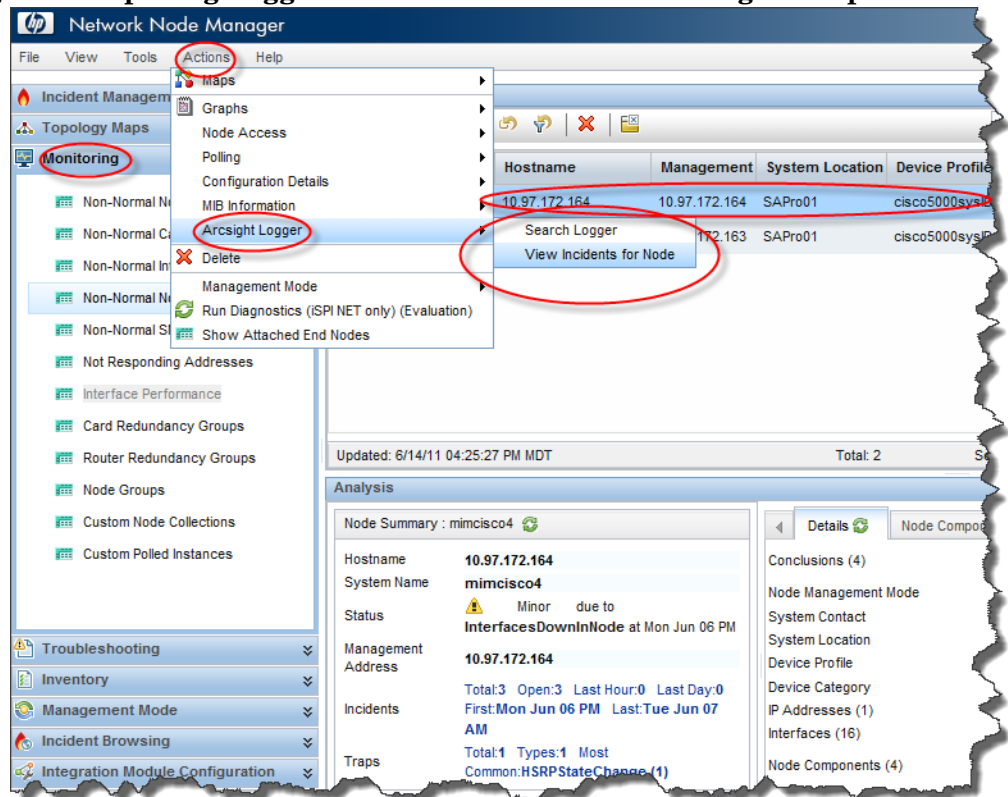 hp Network Node Manager
File View Tools Actions Help
Maps
Graphs
Node Access
Polling
Configuration Details
MIB Information
Arcsight Logger
Delete
Management Mode
Run Diagnostics (iSPI NET only) (Evaluation)
Show Attached End Nodes
Search Logger
View Incidents for Node
Incident Managem
Topology Maps
Monitoring
Non-Normal
Non-Normal
Non-Normal
Non-Normal
Non-Normal
Not Responding Addresses
Interface Performance
Card Redundancy Groups
Router Redundancy Groups
Node Groups
Custom Node Collections
Custom Polled Instances
Troubleshooting
Inventory
Management Mode
Incident Browsing
Integration Module Configuration
Hostname Management System Location Device Profile
10.97.172.164 10.97.172.164 SAPro01 cisco5000sysID
172.163 SAPro01 cisco5000sysID
Updated: 6/14/11 04:25:27 PM MDT Total: 2
Analysis
Node Summary : mimcisco4
Hostname 10.97.172.164
System Name mimcisco4
Status Minor due to
InterfacesDownInNode at Mon Jun 06 PM
Management
Address 10.97.172.164
Incidents Total:3 Open:3 Last Hour:0 Last Day:0
First:Mon Jun 06 PM Last:Tue Jun 07
AM
Traps Total:1 Types:1 Most
Common:HSRPStateChange (1)
Details Node Compo
Conclusions (4)
Node Management Mode
System Contact
System Location
Device Profile
Device Category
IP Addresses (1)
Interfaces (16)
Node Components (4)